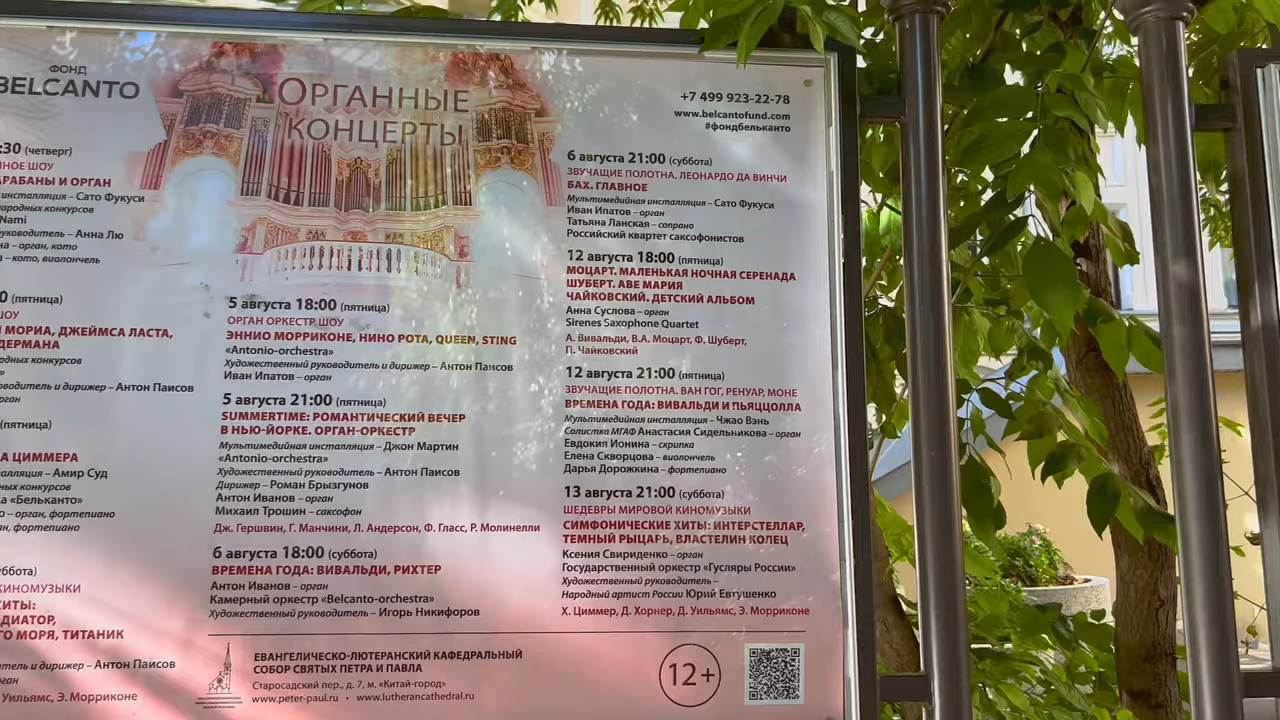 ФОНД
BELCANTO
ОРГАННЫЕ
КОНЦЕРТЫ
+7 499 923-22-78
www.belcantofund.com
#фондбельканто
:30 (четверг)
НОЕ ШОУ
АРАБАНЫ И ОРГАН
инсталляция – Сато Фукуси
народных конкурсов
Nami
руководитель – Анна Лю
на – орган, кото
– кото, виолончель
0 (пятница)
ШОУ
МОРИА, ДЖЕЙМСА ЛАСТА,
ДЕРМАНА
родных конкурсов
оводитель и дирижер – Антон Паисов
рган
(пятница)
А ЦИММЕРА
алляция – Амир Суд
ных конкурсов
а «Бельканто»
о – орган, фортепиано
ан, фортепиано
ббота)
КИНОМУЗЫКИ
ХИТЫ:
ДИАТОР,
ГО МОРЯ, ТИТАНИК
тель и дирижер – Антон Паисов
ган
Уильямс, Э. Морриконе
5 августа 18:00 (пятница)
ОРГАН ОРКЕСТР ШОУ
ЭННИО МОРРИКОНЕ, НИНО РОТА, QUEEN, STING
«Antonio-orchestra»
Художественный руководитель и дирижер – Антон Паисов
Иван Ипатов – орган
5 августа 21:00 (пятница)
SUMMERTIME: РОМАНТИЧЕСКИЙ ВЕЧЕР
В НЬЮ-ЙОРКЕ. ОРГАН-ОРКЕСТР
Мультимедийная инсталляция – Джон Мартин
«Antonio-orchestra»
Художественный руководитель – Антон Паисов
Дирижер – Роман Брызгунов
Антон Иванов – орган
Михаил Трошин – саксофон
Дж. Гершвин, Г. Манчини, Л. Андерсон, Ф. Гласс, Р. Молинелли
6 августа 18:00 (суббота)
ВРЕМЕНА ГОДА: ВИВАЛЬДИ, РИХТЕР
Антон Иванов – орган
Камерный оркестр «Belcanto-orchestra»
Художественный руководитель – Игорь Никифоров
6 августа 21:00 (суббота)
ЗВУЧАЩИЕ ПОЛОТНА. ЛЕОНАРДО ДА ВИНЧИ
БАХ. ГЛАВНОЕ
Мультимедийная инсталляция – Сато Фукуси
Иван Ипатов – орган
Татьяна Ланская – сопрано
Российский квартет саксофонистов
12 августа 18:00 (пятница)
МОЦАРТ. МАЛЕНЬКАЯ НОЧНАЯ СЕРЕНАДА
ШУБЕРТ. АВЕ МАРИЯ
ЧАЙКОВСКИЙ. ДЕТСКИЙ АЛЬБОМ
Анна Суслова – орган
Sirenes Saxophone Quartet
А. Вивальди, В.А. Моцарт, Ф. Шуберт,
П. Чайковский
12 августа 21:00 (пятница)
ЗВУЧАЩИЕ ПОЛОТНА. ВАН ГОГ, РЕНУАР, МОНЕ
ВРЕМЕНА ГОДА: ВИВАЛЬДИ И ПЬЯЦЦОЛЛА
Мультимедийная инсталляция – Чжао Вэнь
Солистка МГАФ Анастасия Сидельникова – орган
Евдокия Ионина – скрипка
Елена Скворцова – виолончель
Дарья Дорожкина – фортепиано
13 августа 21:00 (суббота)
ШЕДЕВРЫ МИРОВОЙ КИНОМУЗЫКИ
СИМФОНИЧЕСКИЕ ХИТЫ: ИНТЕРСТЕЛЛАР,
ТЕМНЫЙ РЫЦАРЬ, ВЛАСТЕЛИН КОЛЕЦ
Ксения Свириденко – орган
Государственный оркестр «Гусляры России»
Художественный руководитель –
Народный артист России Юрий Евтушенко
Х. Циммер, Д. Хорнер, Д. Уильямс, Э. Морриконе
ЕВАНГЕЛИЧЕСКО-ЛЮТЕРАНСКИЙ КАФЕДРАЛЬНЫЙ
СОБОР СВЯТЫХ ПЕТРА И ПАВЛА
Старосадский пер., д. 7, м. «Китай-город»
www.peter-paul.ru • www.lutherancathedral.ru
12+